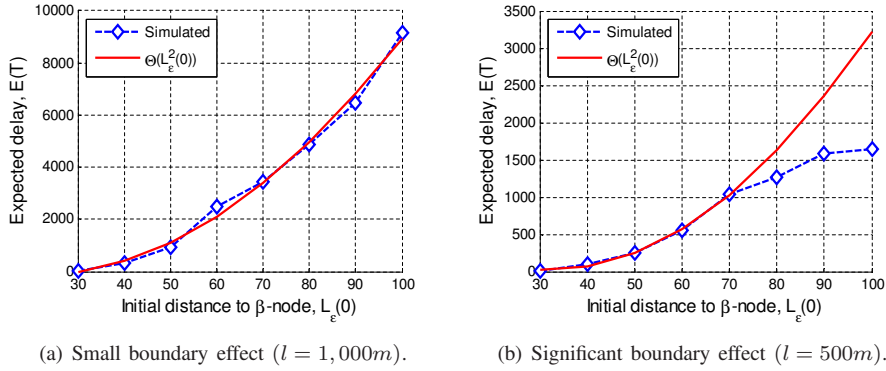 Simulated
Θ(L²ε(0))
Expected delay, E(T)
10000
8000
6000
4000
2000
0
30 40 50 60 70 80 90 100
Initial distance to β-node, Lε(0)
(a) Small boundary effect (l = 1,000m).
Simulated
Θ(L²ε(0))
Expected delay, E(T)
3500
3000
2500
2000
1500
1000
500
0
30 40 50 60 70 80 90 100
Initial distance to β-node, Lε(0)
(b) Significant boundary effect (l = 500m).